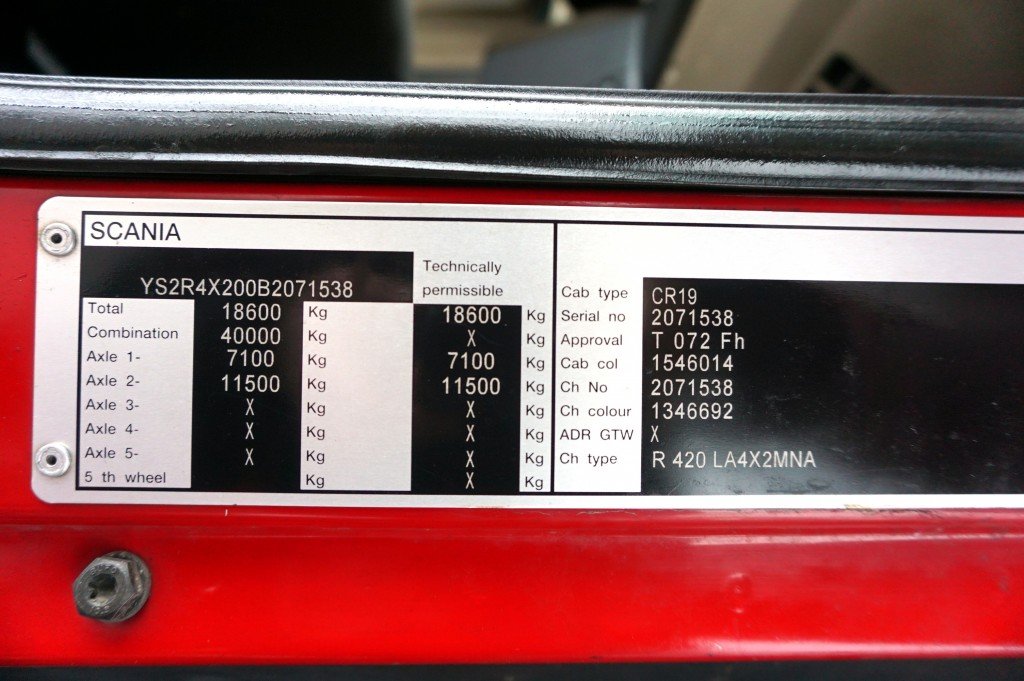 SCANIA
YS2R4X200B2071538
Technically
permissible
Total 18600 Kg 18600 Kg
Combination 40000 Kg X Kg
Axle 1- 7100 Kg 7100 Kg
Axle 2- 11500 Kg 11500 Kg
Axle 3- X Kg X Kg
Axle 4- X Kg X Kg
Axle 5- X Kg X Kg
5 th wheel Kg X Kg
Cab type CR19
Serial no 2071538
Approval T 072 Fh
Cab col 1546014
Ch No 2071538
Ch colour 1346692
ADR GTW X
Ch type R 420 LA4X2MNA